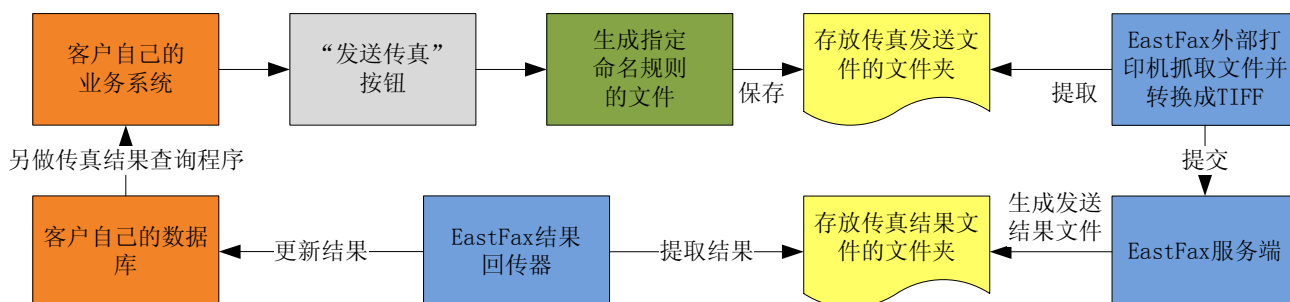 客户自己的
业务系统
“发送传真”
按钮
生成指定
命名规则
的文件
保存
存放传真发送文
件的文件夹
提取
EastFax外部打
印机抓取文件并
转换成TIFF
另做传真结果查询程序
提交
客户自己的数据
库
更新结果
EastFax结果
回传器
提取结果
存放传真结果文
件的文件夹
生成发送
结果文件
EastFax服务端